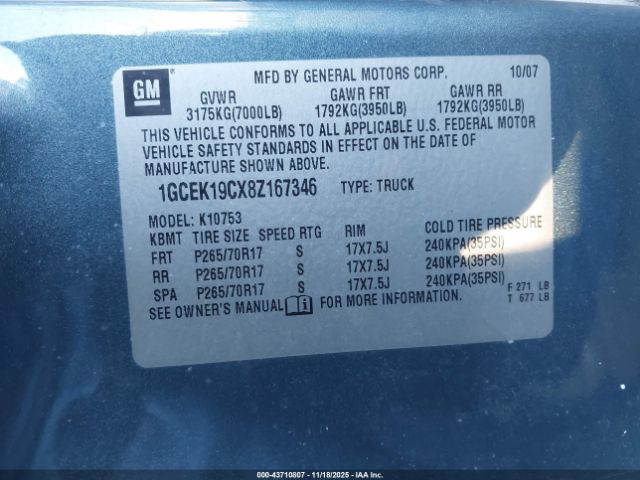 GM
MFD BY GENERAL MOTORS CORP. 10/07
GVWR GAWR FRT GAWR RR
3175KG(7000LB) 1792KG(3950LB) 1792KG(3950LB)
THIS VEHICLE CONFORMS TO ALL APPLICABLE U.S. FEDERAL MOTOR
VEHICLE SAFETY STANDARDS IN EFFECT ON THE DATE OF
MANUFACTURE SHOWN ABOVE.
1GCEK19CX8Z167346 TYPE: TRUCK
MODEL: K10753
KBMT TIRE SIZE SPEED RTG RIM COLD TIRE PRESSURE
FRT P265/70R17 S 17X7.5J 240KPA(35PSI)
RR P265/70R17 S 17X7.5J 240KPA(35PSI)
SPA P265/70R17 S 17X7.5J 240KPA(35PSI)
SEE OWNER'S MANUAL i FOR MORE INFORMATION.
F 271 LB
T 677 LB
000-43710807 - 11/18/2025 - IAAI.COM